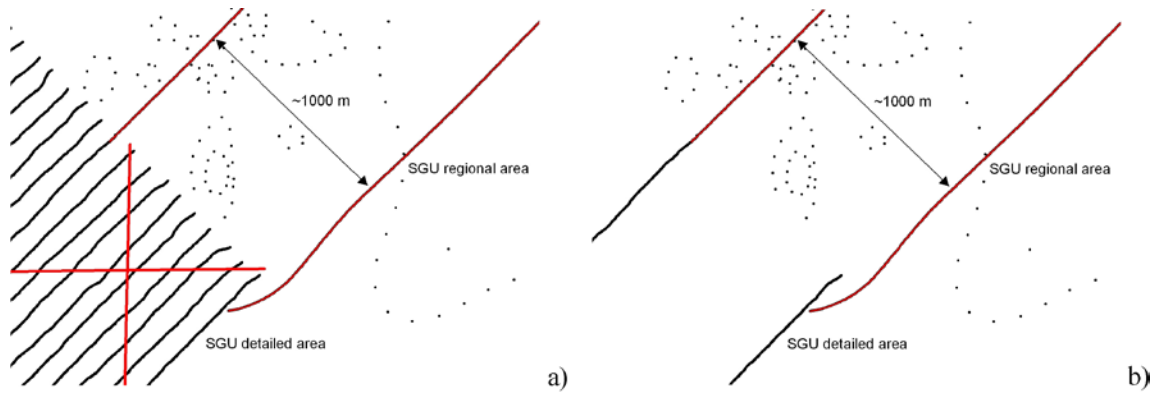 ~1000 m
SGU regional area
SGU detailed area
a)
~1000 m
SGU regional area
SGU detailed area
b)